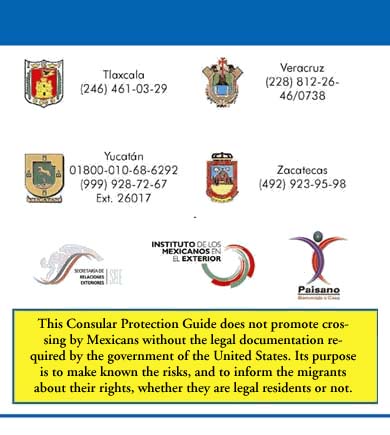 Tlaxcala
(246) 461-03-29
Veracruz
(228) 812-26-
46/0738
Yucatán
01800-010-68-6292
(999) 928-72-67
Ext. 26017
Zacatecas
(492) 923-95-98
SECRETARÍA DE
RELACIONES
EXTERIORES
SRE
INSTITUTO DE LOS
MEXICANOS EN
EL EXTERIOR
Paisano
Bienvenido a Casa
This Consular Protection Guide does not promote cros-
sing by Mexicans without the legal documentation re-
quired by the government of the United States. Its purpose
is to make known the risks, and to inform the migrants
about their rights, whether they are legal residents or not.